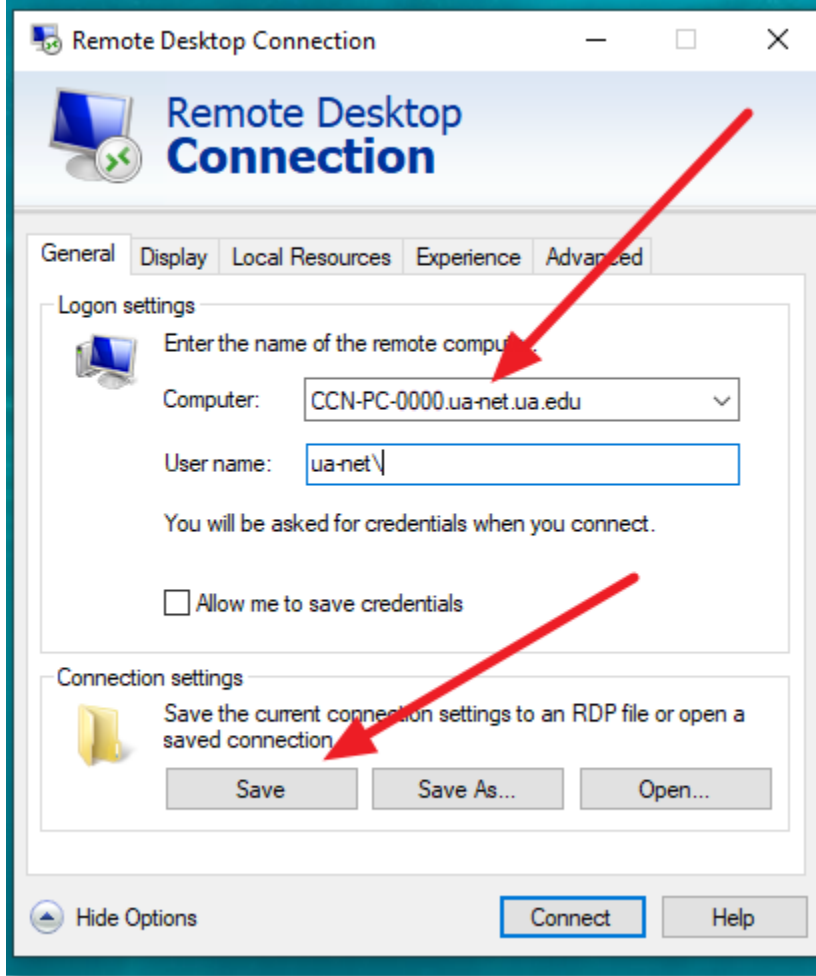 Remote Desktop Connection
Remote Desktop
Connection
General Display Local Resources Experience Advanced
Logon settings
Enter the name of the remote computer.
Computer: CCN-PC-0000.ua-net.ua.edu
User name: ua-net\
You will be asked for credentials when you connect.
Allow me to save credentials
Connection settings
Save the current connection settings to an RDP file or open a
saved connection.
Save Save As... Open...
Hide Options Connect Help